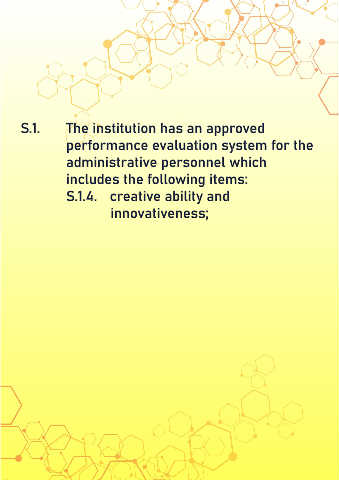 S.1. The institution has an approved
performance evaluation system for the
administrative personnel which
includes the following items:
S.1.4. creative ability and
innovativeness;